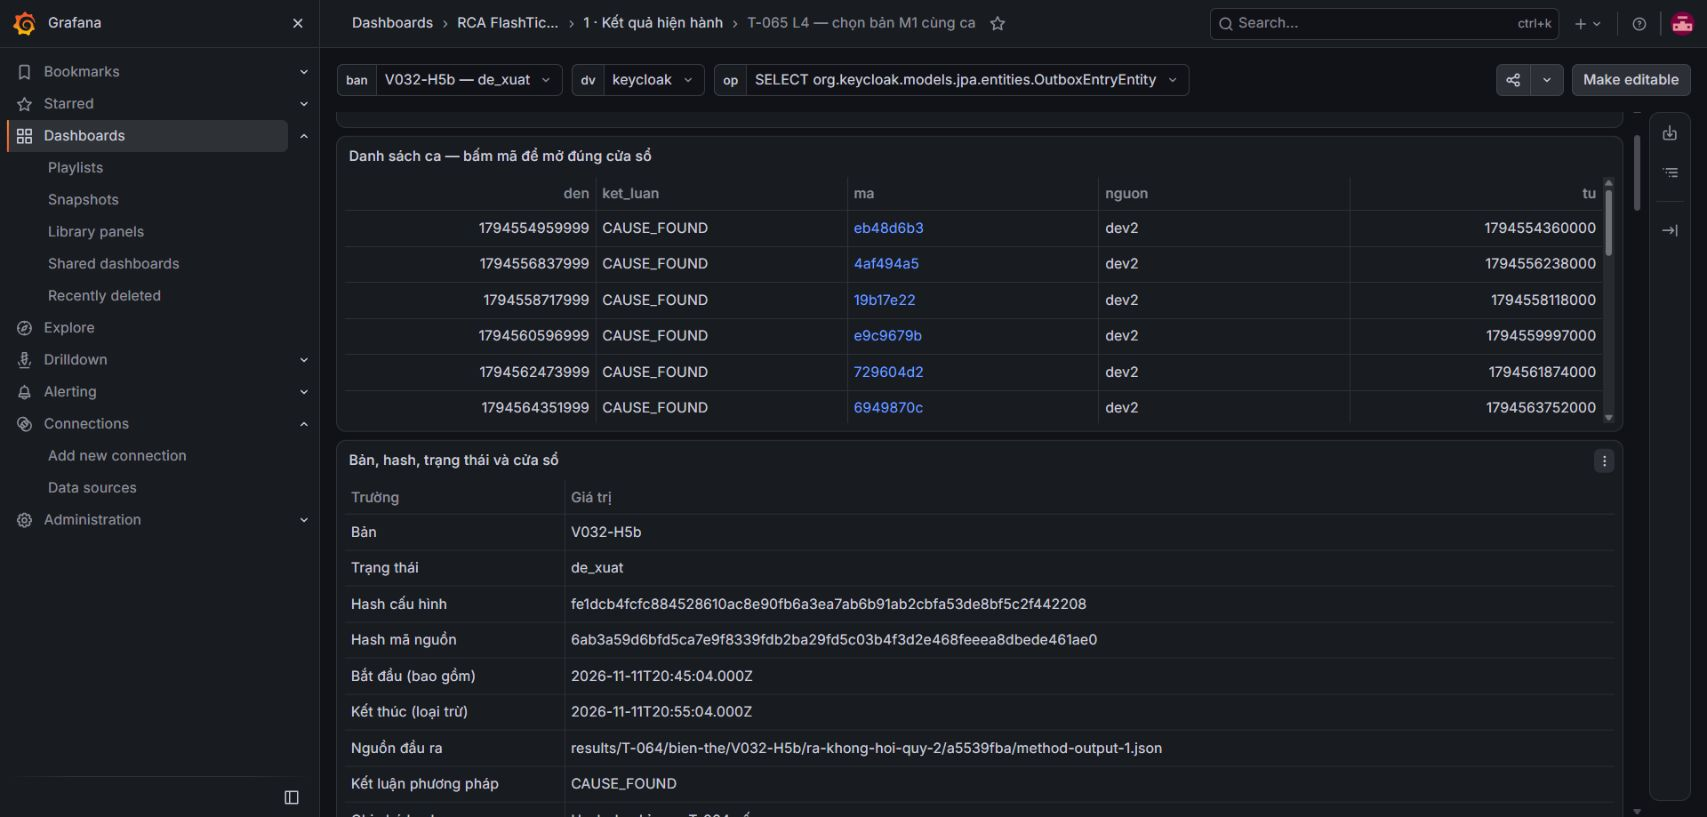 Grafana
Dashboards › RCA FlashTic... › 1 · Kết quả hiện hành › T-065 L4 — chọn bản M1 cùng ca
Search...
ctrl+k
Bookmarks
Starred
Dashboards
Playlists
Snapshots
Library panels
Shared dashboards
Recently deleted
Explore
Drilldown
Alerting
Connections
Add new connection
Data sources
Administration
ban V032-H5b — de_xuat
dv keycloak
op SELECT org.keycloak.models.jpa.entities.OutboxEntryEntity
Make editable
Danh sách ca — bấm mã để mở đúng cửa sổ
den ket_luan ma nguon tu
1794554959999 CAUSE_FOUND eb48d6b3 dev2 1794554360000
1794556837999 CAUSE_FOUND 4af494a5 dev2 1794556238000
1794558717999 CAUSE_FOUND 19b17e22 dev2 1794558118000
1794560596999 CAUSE_FOUND e9c9679b dev2 1794559997000
1794562473999 CAUSE_FOUND 729604d2 dev2 1794561874000
1794564351999 CAUSE_FOUND 6949870c dev2 1794563752000
Bản, hash, trạng thái và cửa sổ
Trường Giá trị
Bản V032-H5b
Trạng thái de_xuat
Hash cấu hình fe1dcb4fcfc884528610ac8e90fb6a3ea7ab6b91ab2cbfa53de8bf5c2f442208
Hash mã nguồn 6ab3a59d6bfd5ca7e9f8339fdb2ba29fd5c03b4f3d2e468feeea8dbede461ae0
Bắt đầu (bao gồm) 2026-11-11T20:45:04.000Z
Kết thúc (loại trừ) 2026-11-11T20:55:04.000Z
Nguồn đầu ra results/T-064/bien-the/V032-H5b/ra-khong-hoi-quy-2/a5539fba/method-output-1.json
Kết luận phương pháp CAUSE_FOUND